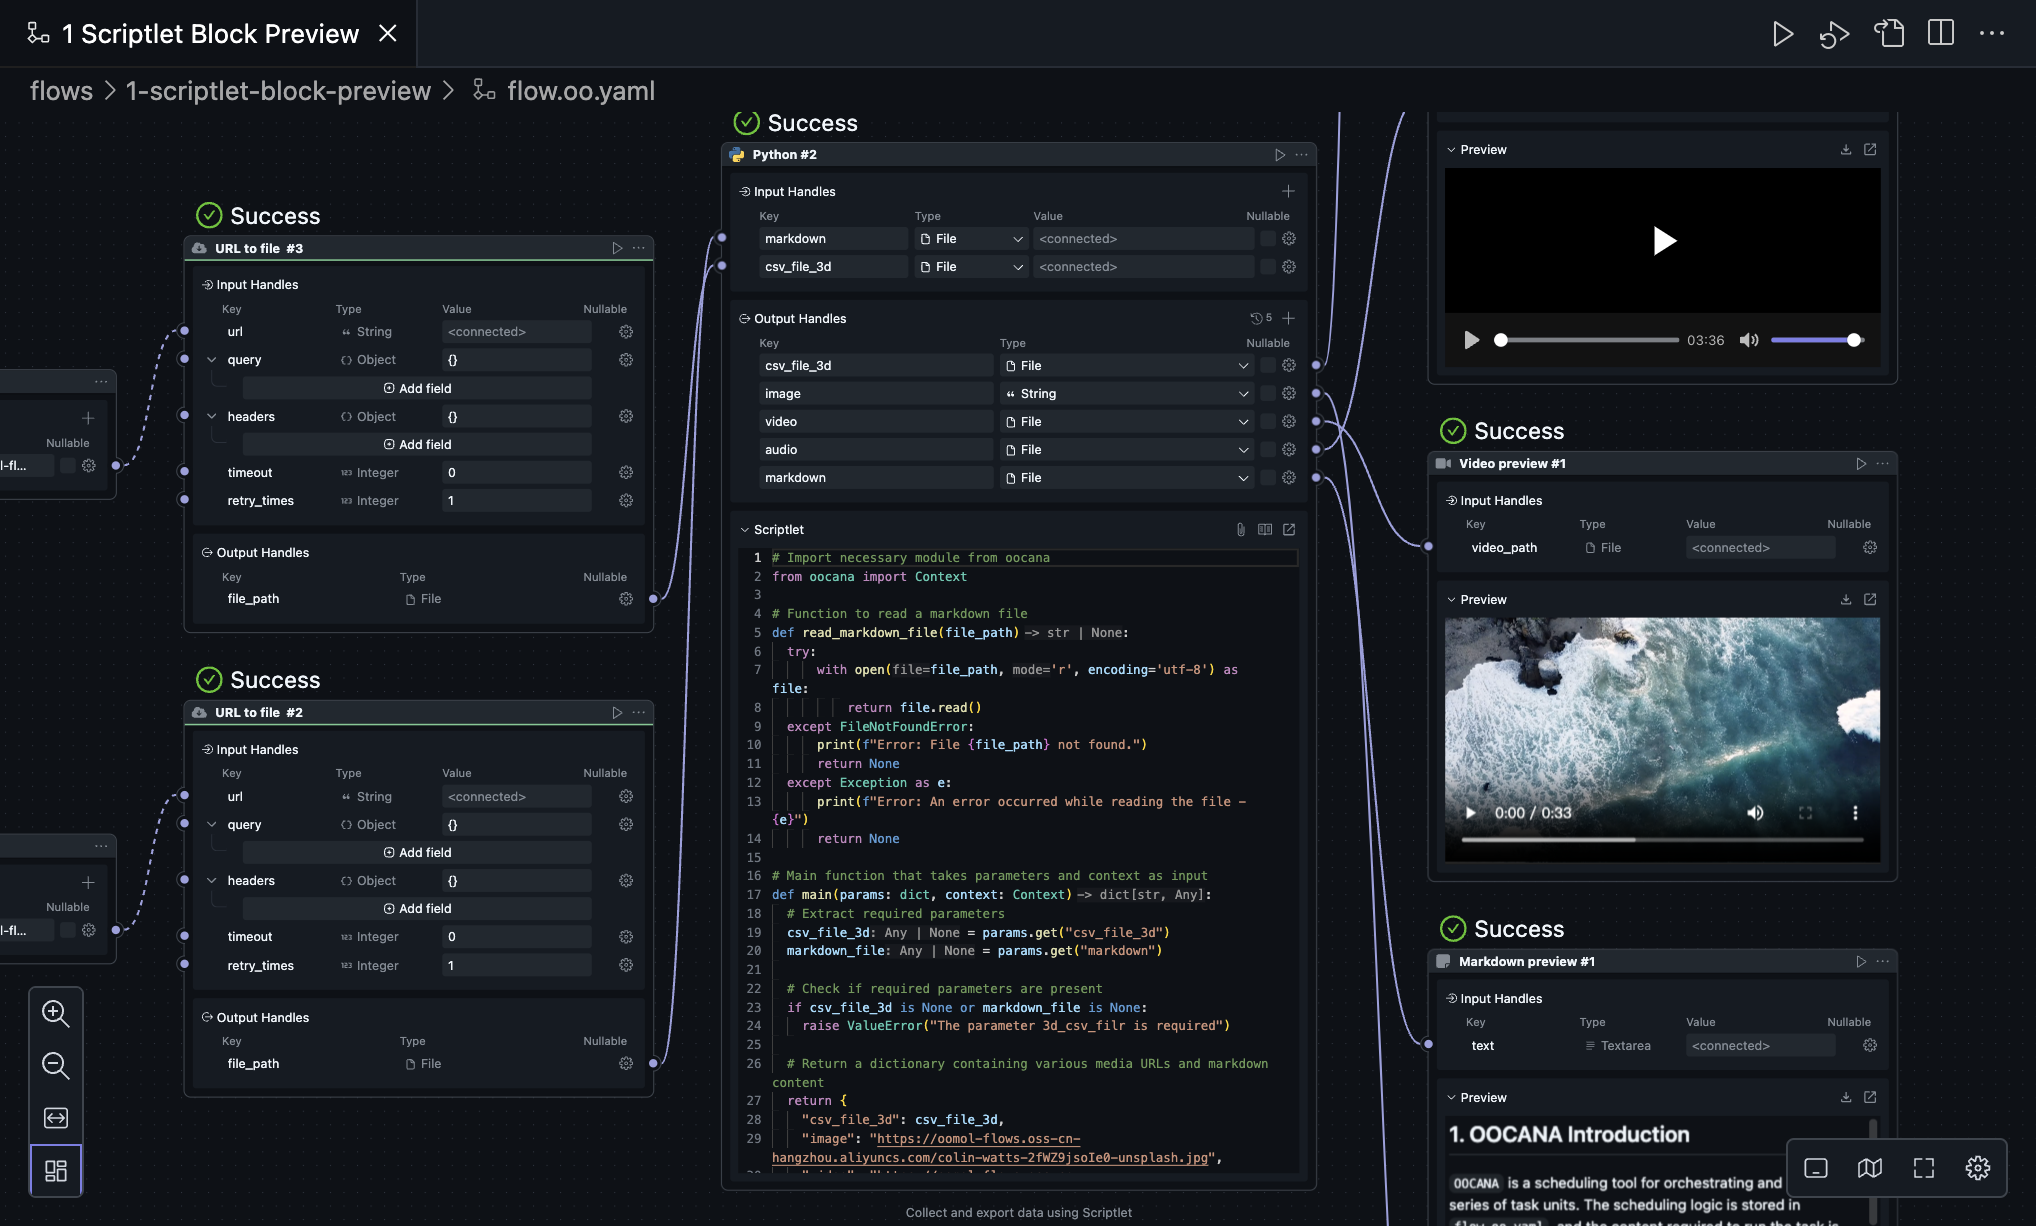 1 Scriptlet Block Preview
flows > 1-scriptlet-block-preview > flow.oo.yaml
Nullable
l-fl...
Nullable
l-fl...
Success
URL to file #3
Input Handles
Key Type Value Nullable
url String <connected>
query Object {}
Add field
headers Object {}
Add field
timeout 123 Integer 0
retry_times 123 Integer 1
Output Handles
Key Type Nullable
file_path File
Success
URL to file #2
Input Handles
Key Type Value Nullable
url String <connected>
query Object {}
Add field
headers Object {}
Add field
timeout 123 Integer 0
retry_times 123 Integer 1
Output Handles
Key Type Nullable
file_path File
Success
Python #2
Input Handles
Key Type Value Nullable
markdown File <connected>
csv_file_3d File <connected>
Output Handles 5
Key Type Nullable
csv_file_3d File
image String
video File
audio File
markdown File
Scriptlet
1 # Import necessary module from oocana
2 from oocana import Context
3
4 # Function to read a markdown file
5 def read_markdown_file(file_path) -> str | None:
6 try:
7 with open(file=file_path, mode='r', encoding='utf-8') as
file:
8 return file.read()
9 except FileNotFoundError:
10 print(f"Error: File {file_path} not found.")
11 return None
12 except Exception as e:
13 print(f"Error: An error occurred while reading the file -
{e}")
14 return None
15
16 # Main function that takes parameters and context as input
17 def main(params: dict, context: Context) -> dict[str, Any]:
18 # Extract required parameters
19 csv_file_3d: Any | None = params.get("csv_file_3d")
20 markdown_file: Any | None = params.get("markdown")
21
22 # Check if required parameters are present
23 if csv_file_3d is None or markdown_file is None:
24 raise ValueError("The parameter 3d_csv_filr is required")
25
26 # Return a dictionary containing various media URLs and markdown
content
27 return {
28 "csv_file_3d": csv_file_3d,
29 "image": "https://oomol-flows.oss-cn-
hangzhou.aliyuncs.com/colin-watts-2fWZ9jsoIe0-unsplash.jpg",
Collect and export data using Scriptlet
Preview
03:36
Success
Video preview #1
Input Handles
Key Type Value Nullable
video_path File <connected>
Preview
0:00 / 0:33
Success
Markdown preview #1
Input Handles
Key Type Value Nullable
text Textarea <connected>
Preview
1. OOCANA Introduction
OOCANA is a scheduling tool for orchestrating and
series of task units. The scheduling logic is stored in
flow.oo.yaml, and the content required to run the task is